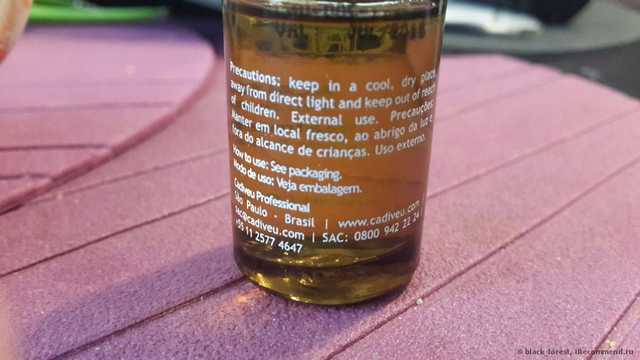 Precautions: keep in a cool, dry place,
away from direct light and keep out of reach
of children. External use. Precauções:
Manter em local fresco, ao abrigo da luz e
fora do alcance de crianças. Uso externo.
How to use: See packaging.
Modo de uso: Veja embalagem.
Cadiveu Professional
São Paulo - Brasil | www.cadiveu.com
sac@cadiveu.com | SAC: 0800 942 22 24
+55 11 2577 4647
© black-forest, irecommend.ru